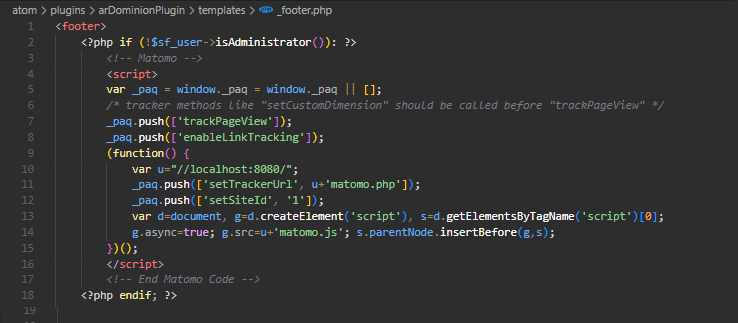 atom > plugins > arDominionPlugin > templates > _footer.php
1 <footer>
2 <?php if (!$sf_user->isAdministrator()): ?>
3 <!-- Matomo -->
4 <script>
5 var _paq = window._paq = window._paq || [];
6 /* tracker methods like "setCustomDimension" should be called before "trackPageView" */
7 _paq.push(['trackPageView']);
8 _paq.push(['enableLinkTracking']);
9 (function() {
10 var u="//localhost:8080/";
11 _paq.push(['setTrackerUrl', u+'matomo.php']);
12 _paq.push(['setSiteId', '1']);
13 var d=document, g=d.createElement('script'), s=d.getElementsByTagName('script')[0];
14 g.async=true; g.src=u+'matomo.js'; s.parentNode.insertBefore(g,s);
15 })();
16 </script>
17 <!-- End Matomo Code -->
18 <?php endif; ?>
19